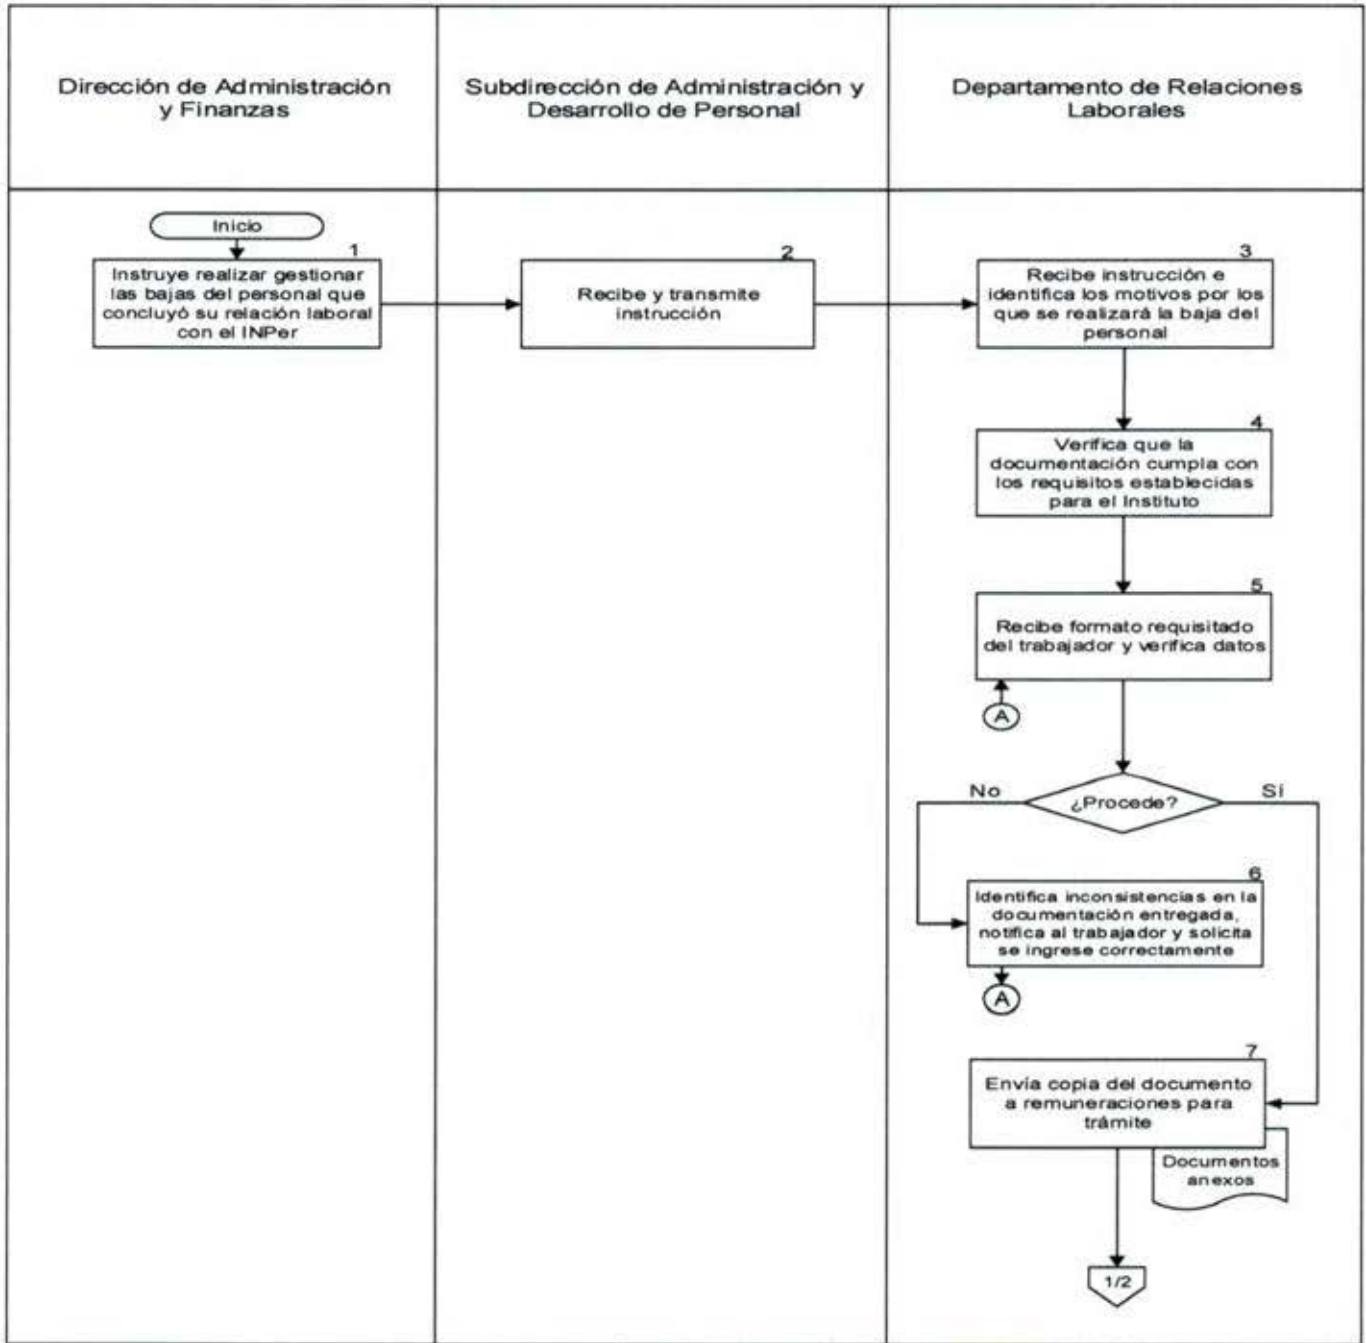 Dirección de Administración
y Finanzas
Subdirección de Administración y
Desarrollo de Personal
Departamento de Relaciones
Laborales
Inicio
1
Instruye realizar gestionar
las bajas del personal que
concluyó su relación laboral
con el INPer
2
Recibe y transmite
instrucción
3
Recibe instrucción e
identifica los motivos por los
que se realizará la baja del
personal
4
Verifica que la
documentación cumpla con
los requisitos establecidas
para el Instituto
5
Recibe formato requisitado
del trabajador y verifica datos
A
¿Procede?
No
Sí
6
Identifica inconsistencias en la
documentación entregada,
notifica al trabajador y solicita
se ingrese correctamente
A
7
Envía copia del documento
a remuneraciones para
trámite
Documentos
anexos
1/2